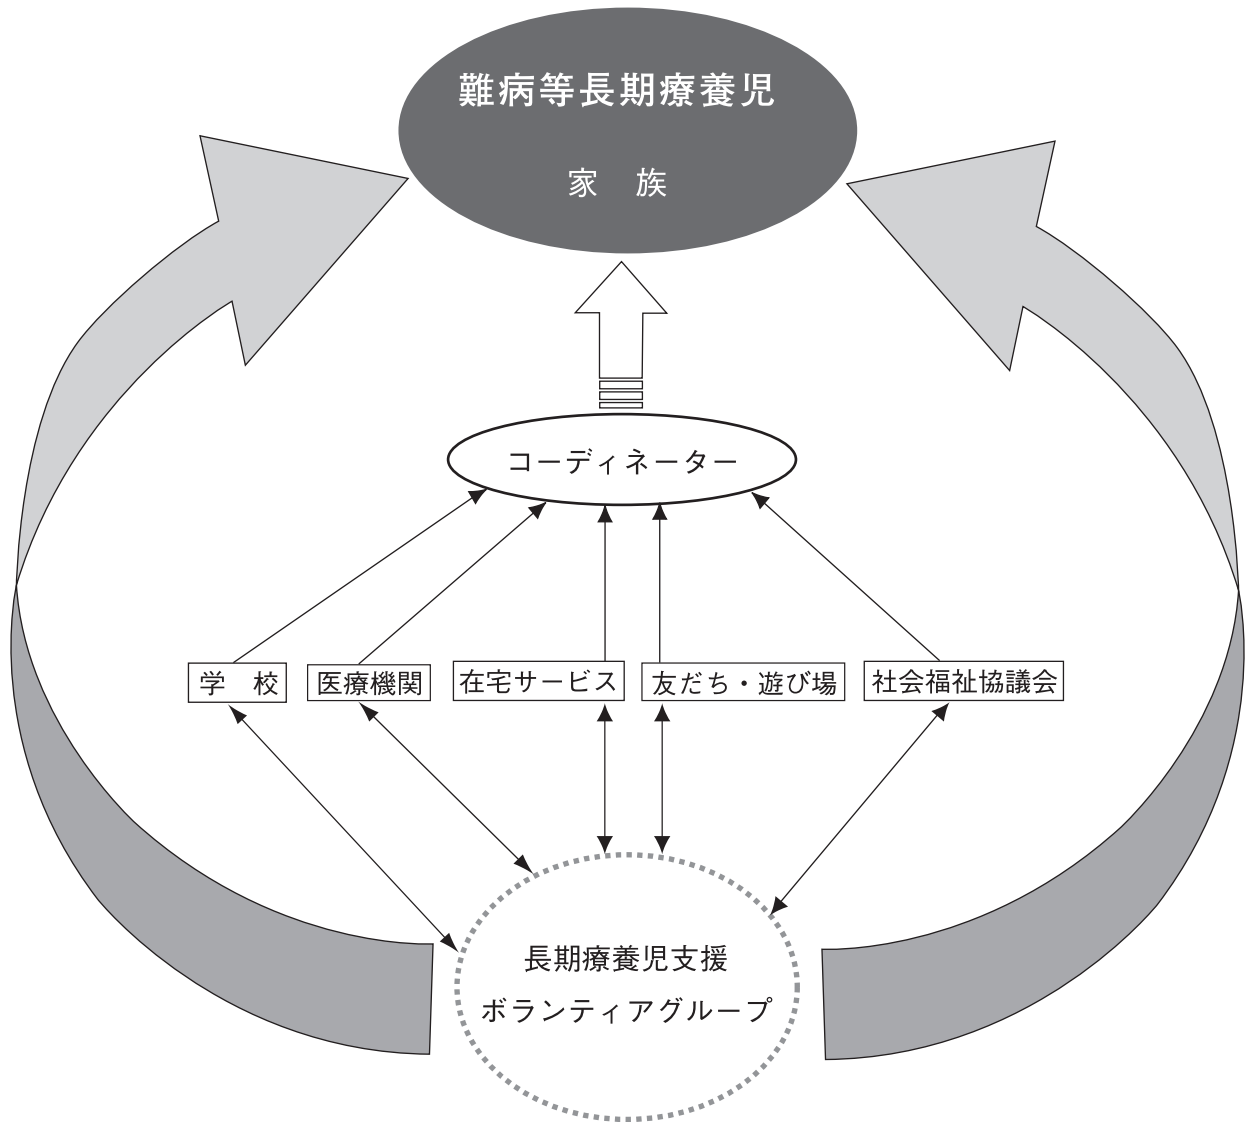 難病等長期療養児
家　族
コーディネーター
学　校
医療機関
在宅サービス
友だち・遊び場
社会福祉協議会
長期療養児支援
ボランティアグループ